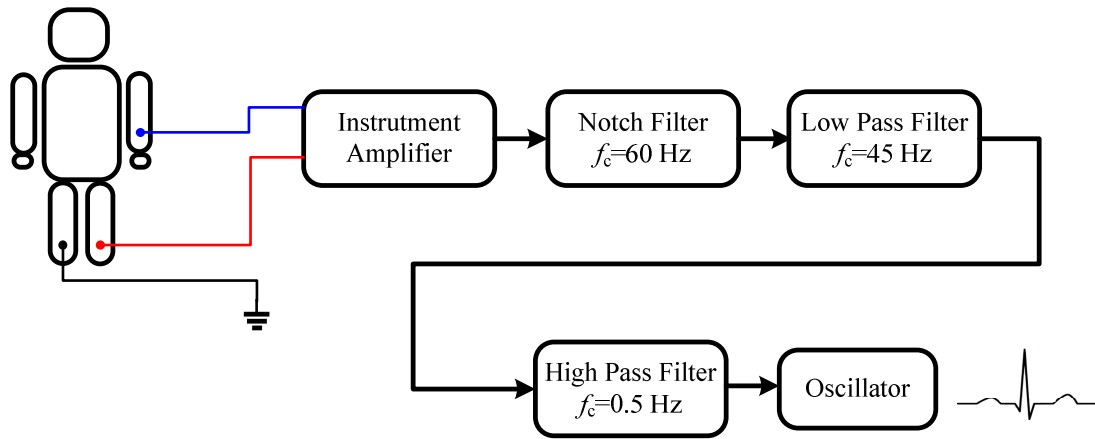 Instrutment
Amplifier
Notch Filter
fc=60 Hz
Low Pass Filter
fc=45 Hz
High Pass Filter
fc=0.5 Hz
Oscillator